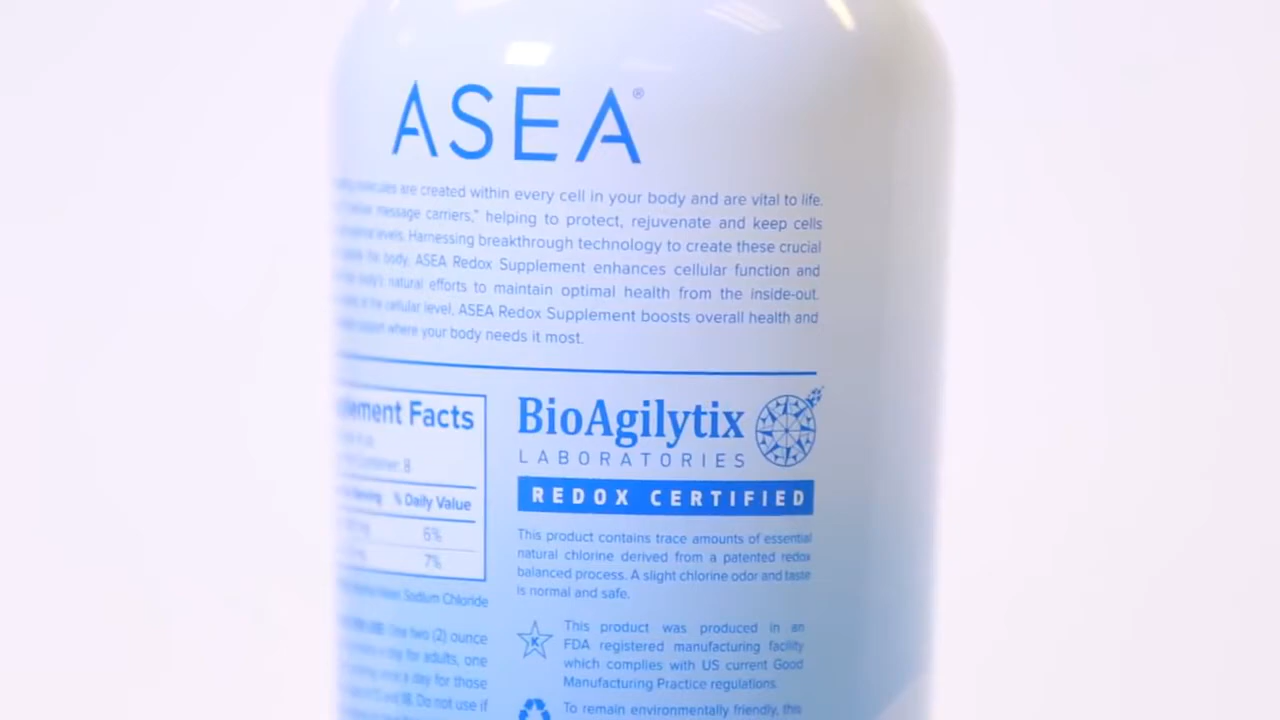 ASEA®
are created within every cell in your body and are vital to life.
message carriers," helping to protect, rejuvenate and keep cells
levels. Harnessing breakthrough technology to create these crucial
the body, ASEA Redox Supplement enhances cellular function and
body's natural efforts to maintain optimal health from the inside-out.
at the cellular level, ASEA Redox Supplement boosts overall health and
support where your body needs it most.
Facts
Container: 8
% Daily Value
6%
7%
Sodium Chloride
One two (2) ounce
a day for adults, one
a day for those
Do not use if
BioAgilytix
LABORATORIES
REDOX CERTIFIED
This product contains trace amounts of essential
natural chlorine derived from a patented redox
balanced process. A slight chlorine odor and taste
is normal and safe.
K
This product was produced in an
FDA registered manufacturing facility
which complies with US current Good
Manufacturing Practice regulations.
To remain environmentally friendly, this